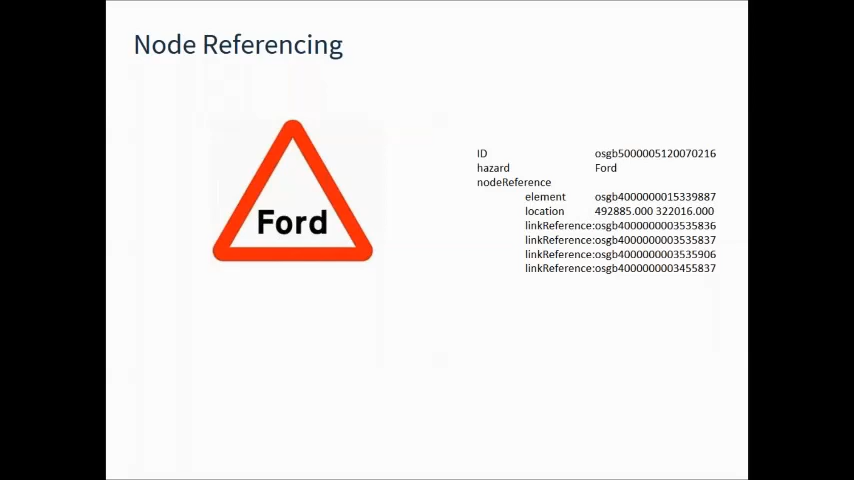 Node Referencing
Ford
ID osgb5000005120070216
hazard Ford
nodeReference
element osgb4000000015339887
location 492885.000 322016.000
linkReference:osgb4000000003535836
linkReference:osgb4000000003535837
linkReference:osgb4000000003535906
linkReference:osgb4000000003455837